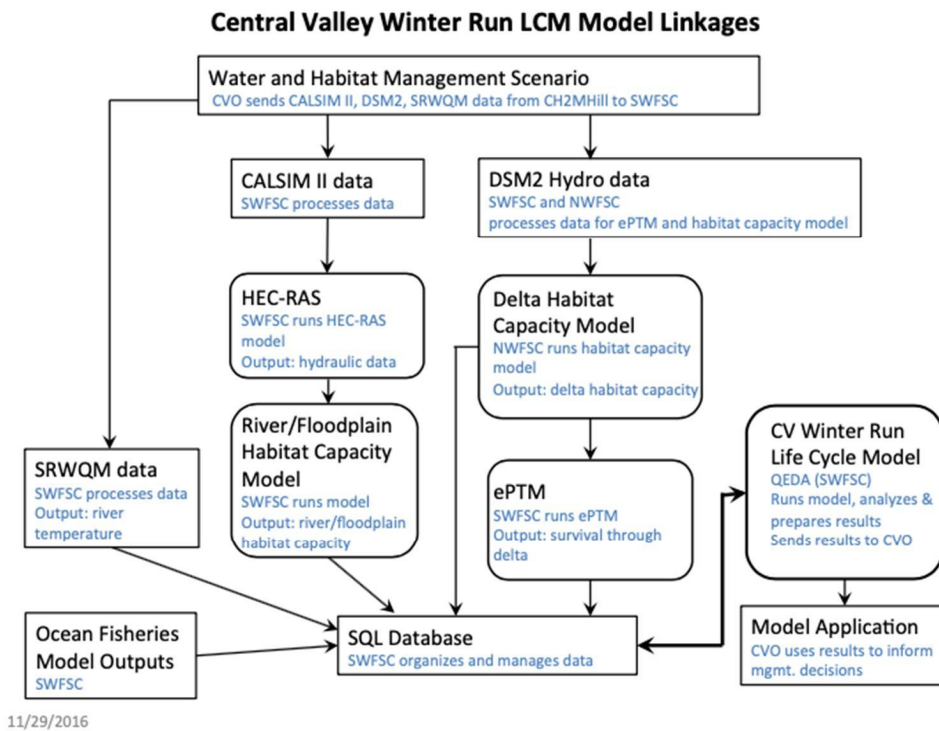 Central Valley Winter Run LCM Model Linkages
Water and Habitat Management Scenario
CVO sends CALSIM II, DSM2, SRWQM data from CH2MHill to SWFSC
CALSIM II data
SWFSC processes data
DSM2 Hydro data
SWFSC and NWFSC
processes data for ePTM and habitat capacity model
HEC-RAS
SWFSC runs HEC-RAS
model
Output: hydraulic data
Delta Habitat
Capacity Model
NWFSC runs habitat capacity
model
Output: delta habitat capacity
River/Floodplain
Habitat Capacity
Model
SWFSC runs model
Output: river/floodplain
habitat capacity
SRWQM data
SWFSC processes data
Output: river
temperature
ePTM
SWFSC runs ePTM
Output: survival through
delta
CV Winter Run
Life Cycle Model
QEDA (SWFSC)
Runs model, analyzes &
prepares results
Sends results to CVO
Ocean Fisheries
Model Outputs
SWFSC
SQL Database
SWFSC organizes and manages data
Model Application
CVO uses results to inform
mgmt. decisions
11/29/2016